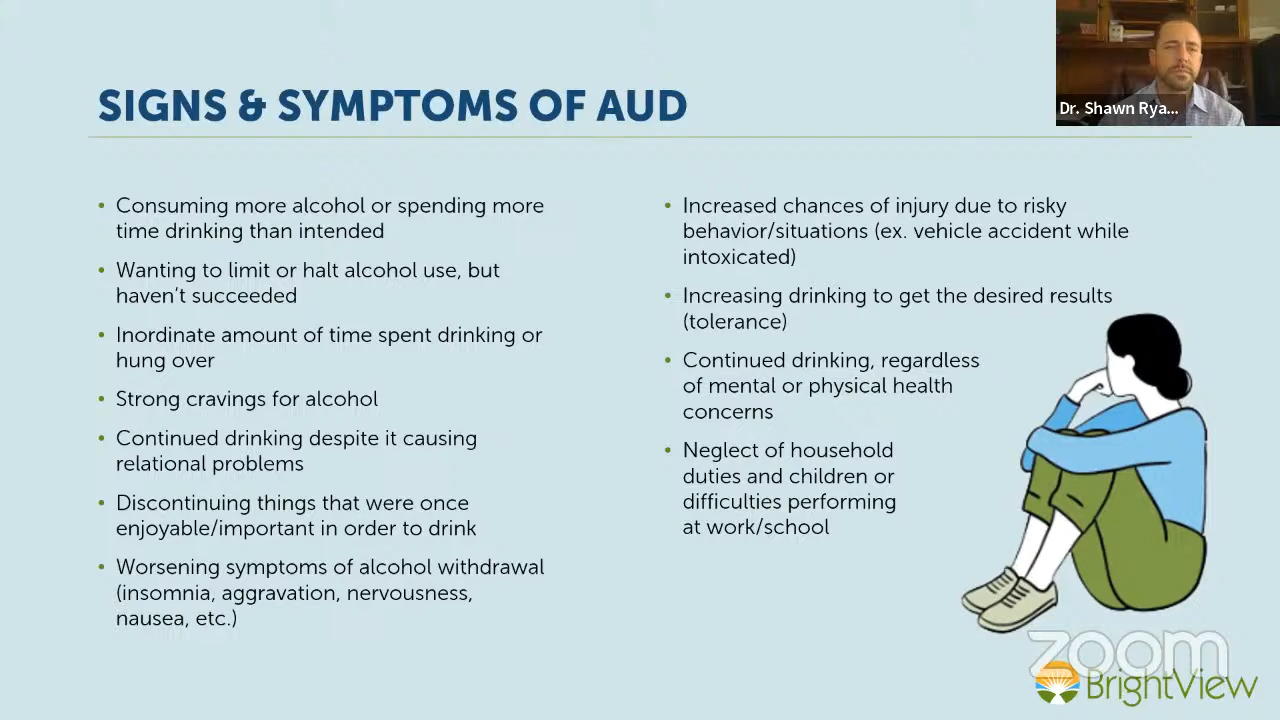 Dr. Shawn Rya...
SIGNS & SYMPTOMS OF AUD
• Consuming more alcohol or spending more
time drinking than intended
• Wanting to limit or halt alcohol use, but
haven't succeeded
• Inordinate amount of time spent drinking or
hung over
• Strong cravings for alcohol
• Continued drinking despite it causing
relational problems
• Discontinuing things that were once
enjoyable/important in order to drink
• Worsening symptoms of alcohol withdrawal
(insomnia, aggravation, nervousness,
nausea, etc.)
• Increased chances of injury due to risky
behavior/situations (ex. vehicle accident while
intoxicated)
• Increasing drinking to get the desired results
(tolerance)
• Continued drinking, regardless
of mental or physical health
concerns
• Neglect of household
duties and children or
difficulties performing
at work/school
zoom
BrightView